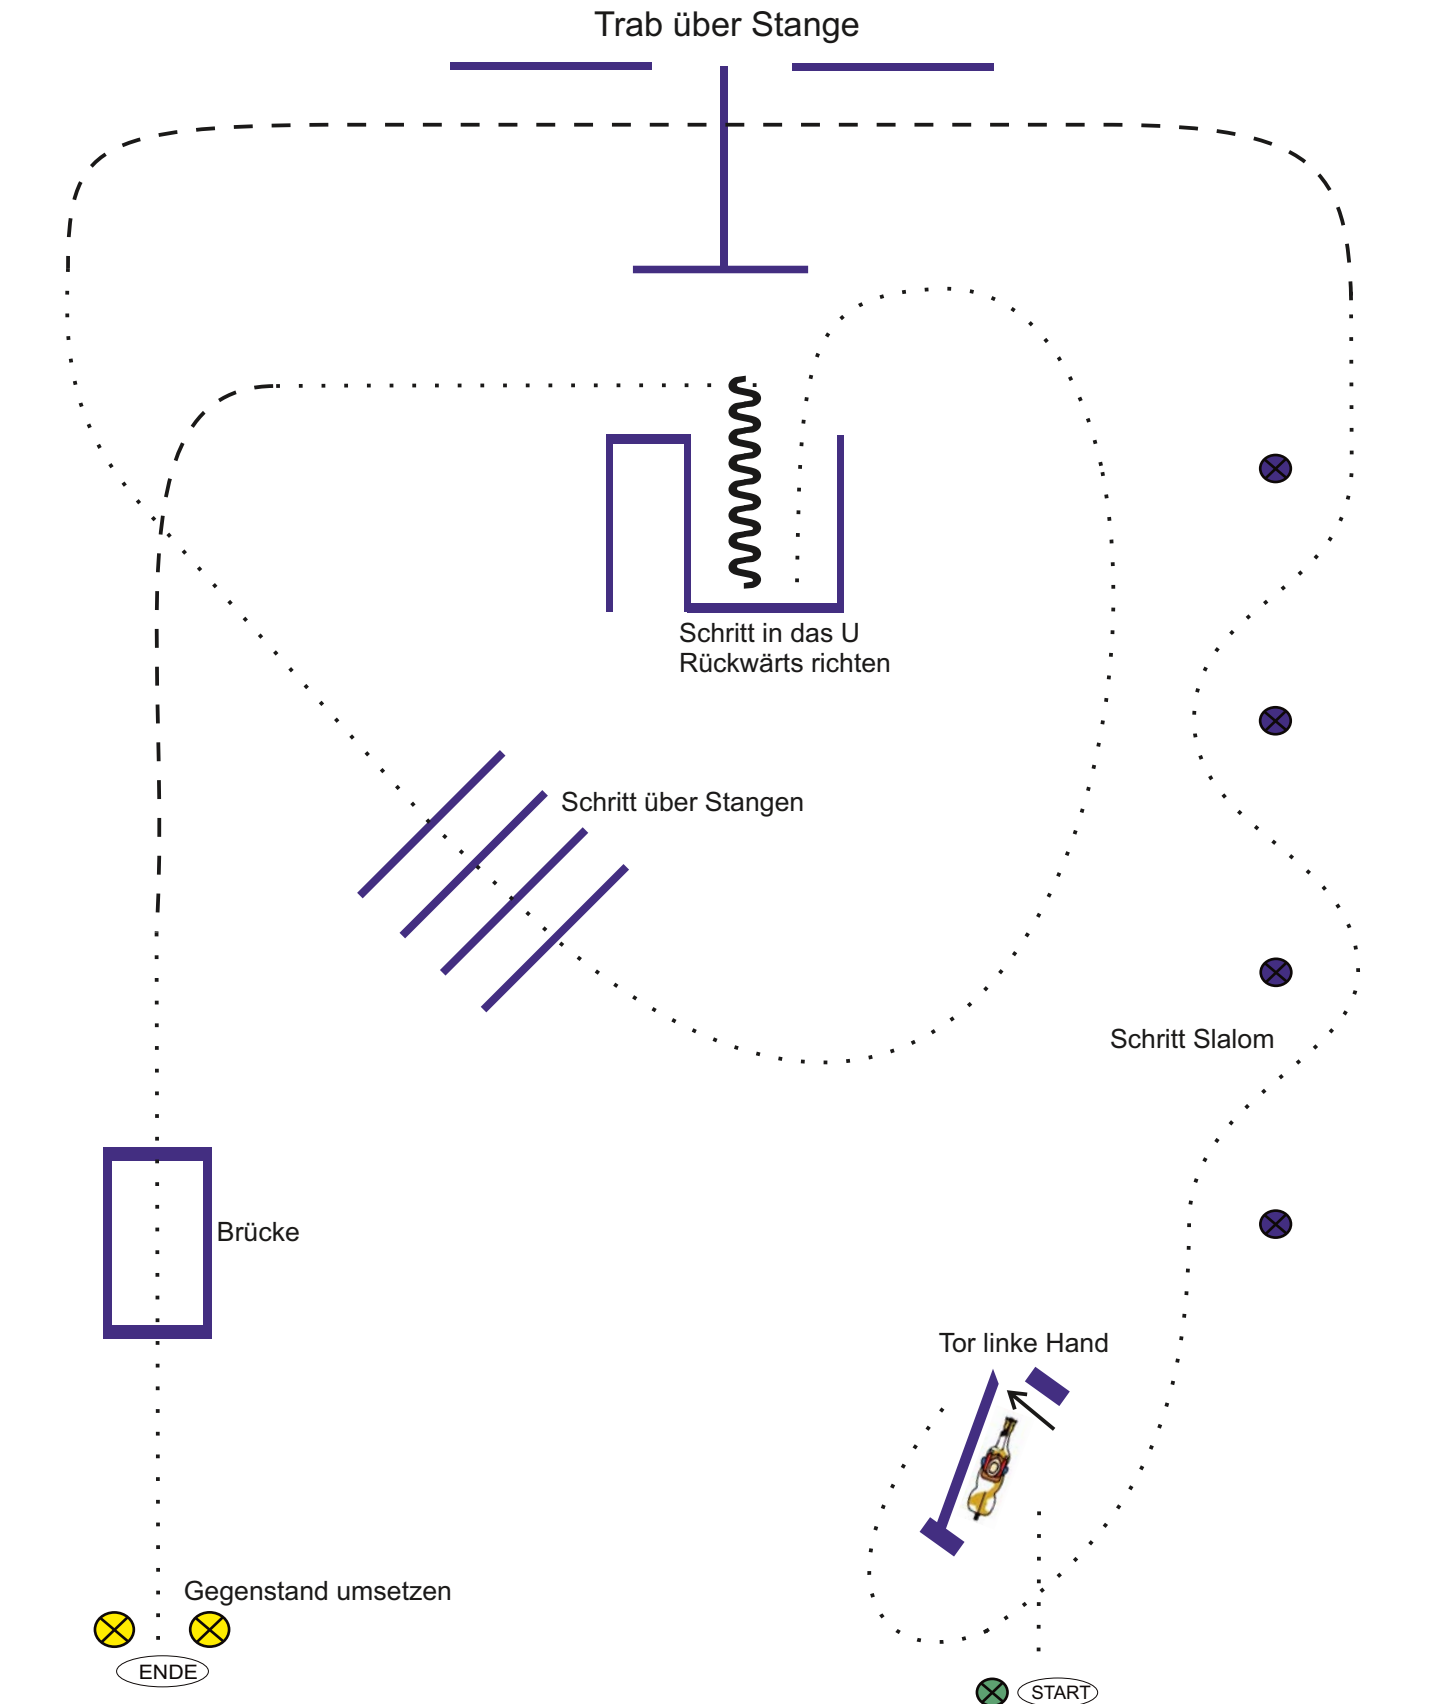 Trab über Stange
Schritt in das U
Rückwärts richten
Schritt über Stangen
Schritt Slalom
Brücke
Tor linke Hand
Gegenstand umsetzen
ENDE
START